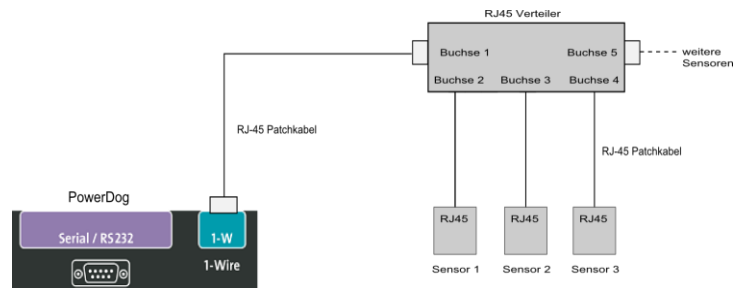 RJ45 Verteiler
Buchse 1
Buchse 5
weitere
Sensoren
Buchse 2
Buchse 3
Buchse 4
RJ-45 Patchkabel
RJ-45 Patchkabel
PowerDog
Serial / RS232
1-W
1-Wire
RJ45
RJ45
RJ45
Sensor 1
Sensor 2
Sensor 3